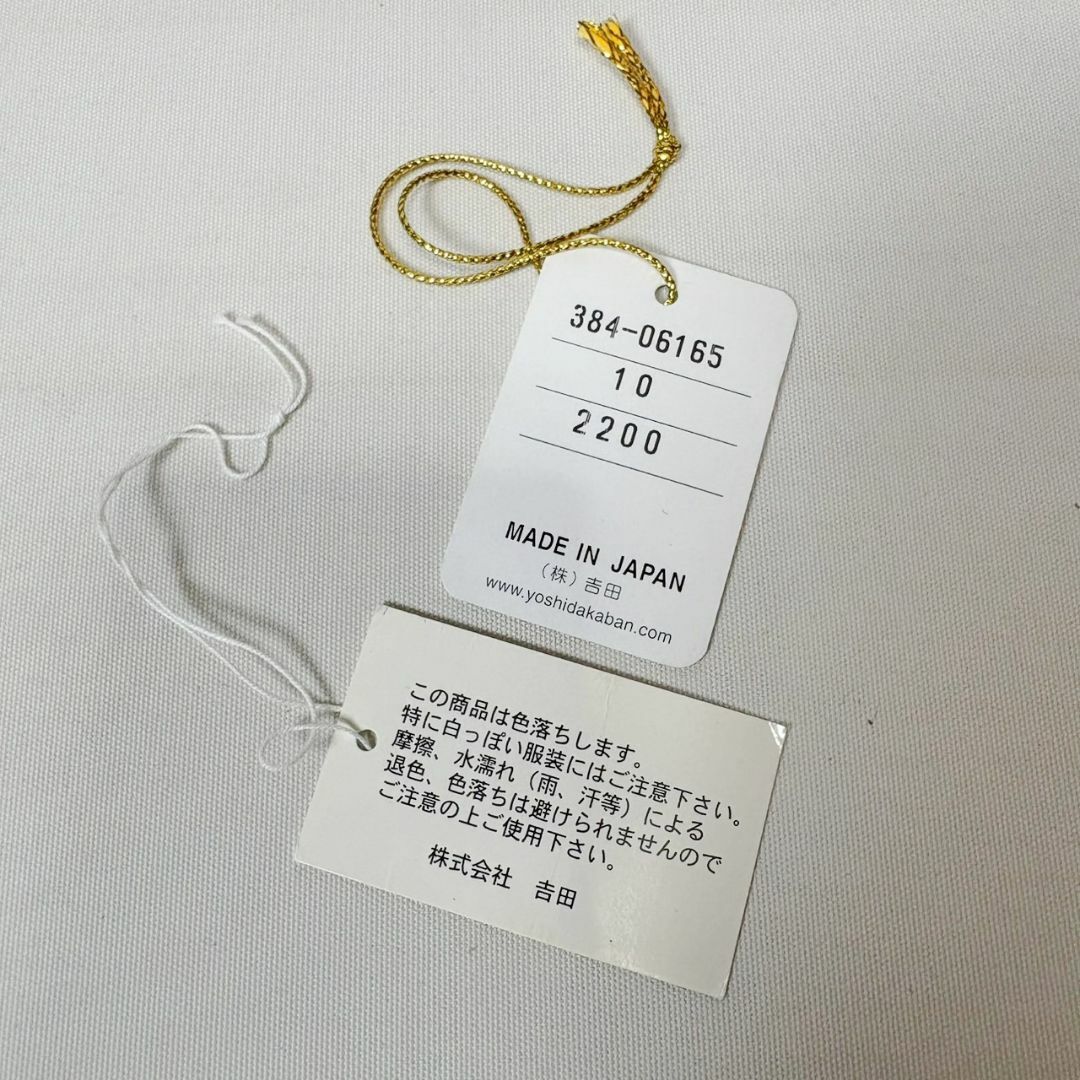 384-06165
10
2200
MADE IN JAPAN
(株)吉田
www.yoshidakaban.com
この商品は色落ちします。
特に白っぽい服装にはご注意下さい。
摩擦、水濡れ（雨、汗等）による
退色、色落ちは避けられませんので
ご注意の上ご使用下さい。
株式会社　吉田